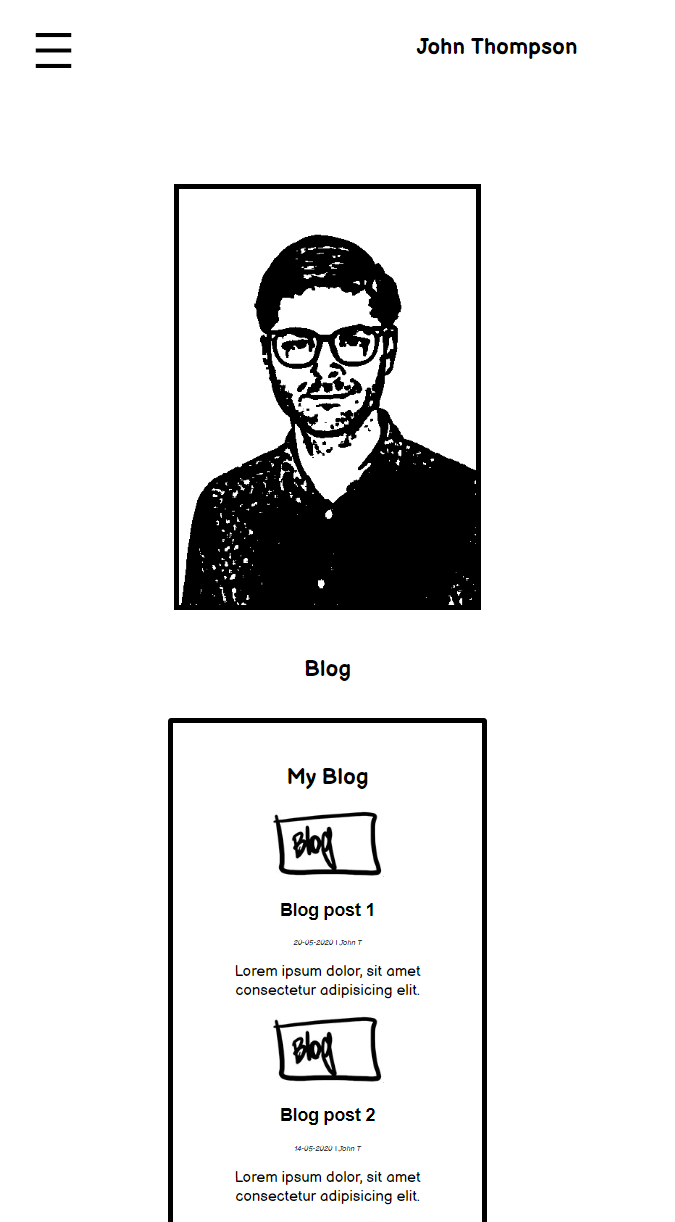 John Thompson
Blog
My Blog
Blog
Blog post 1
20-05-2020 | John T
Lorem ipsum dolor, sit amet
consectetur adipisicing elit.
Blog
Blog post 2
14-05-2020 | John T
Lorem ipsum dolor, sit amet
consectetur adipisicing elit.